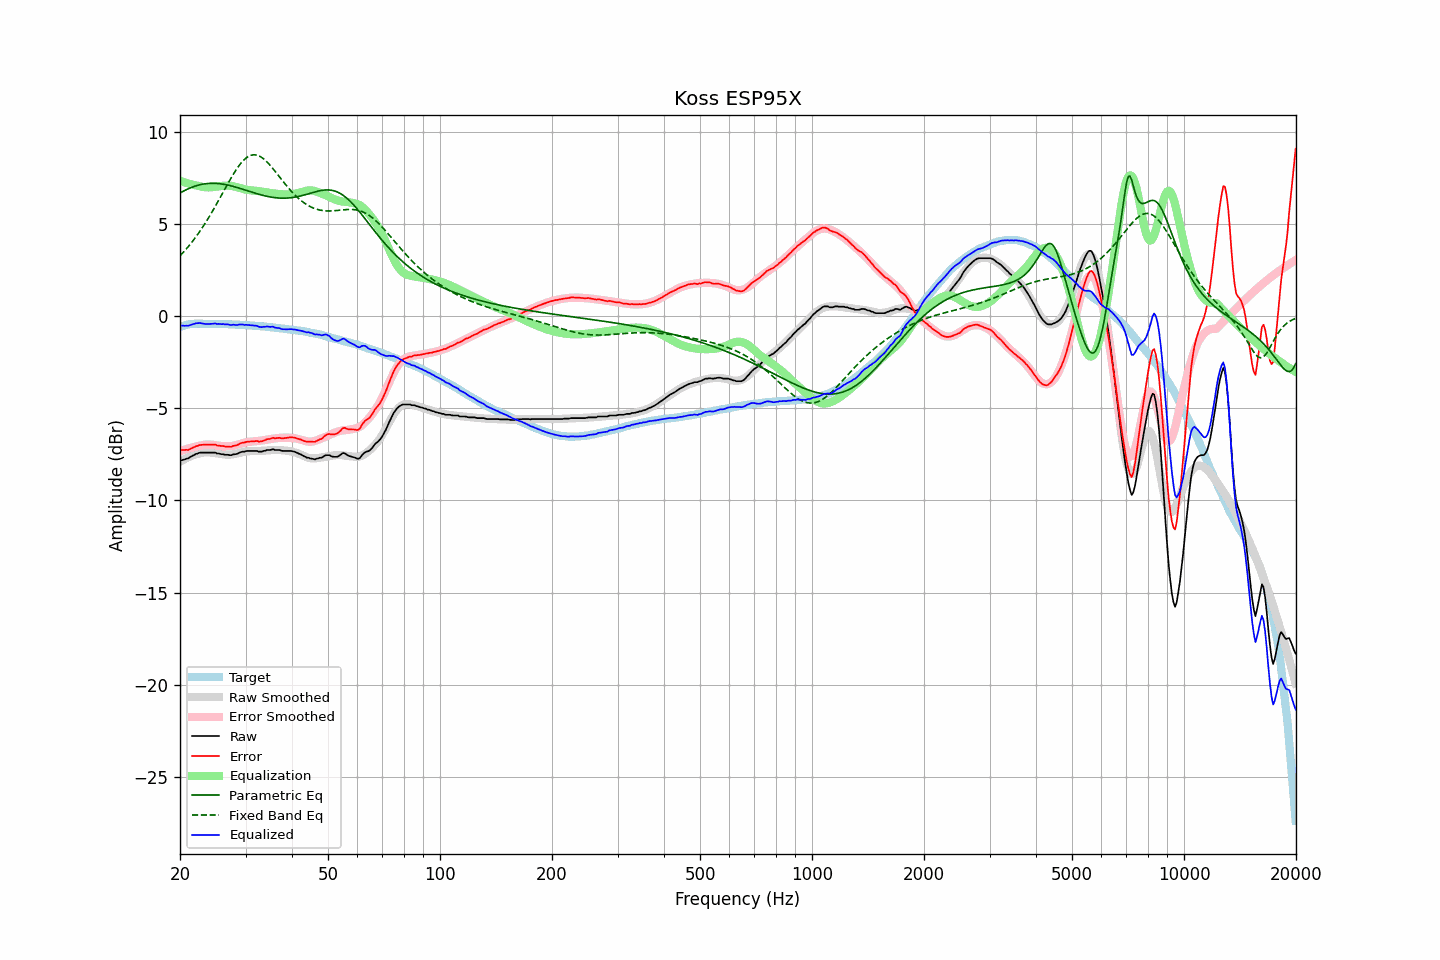 Koss ESP95X
10
5
0
−5
−10
−15
−20
−25
Amplitude (dBr)
Target
Raw Smoothed
Error Smoothed
Raw
Error
Equalization
Parametric Eq
Fixed Band Eq
Equalized
20 50 100 200 500 1000 2000 5000 10000 20000
Frequency (Hz)